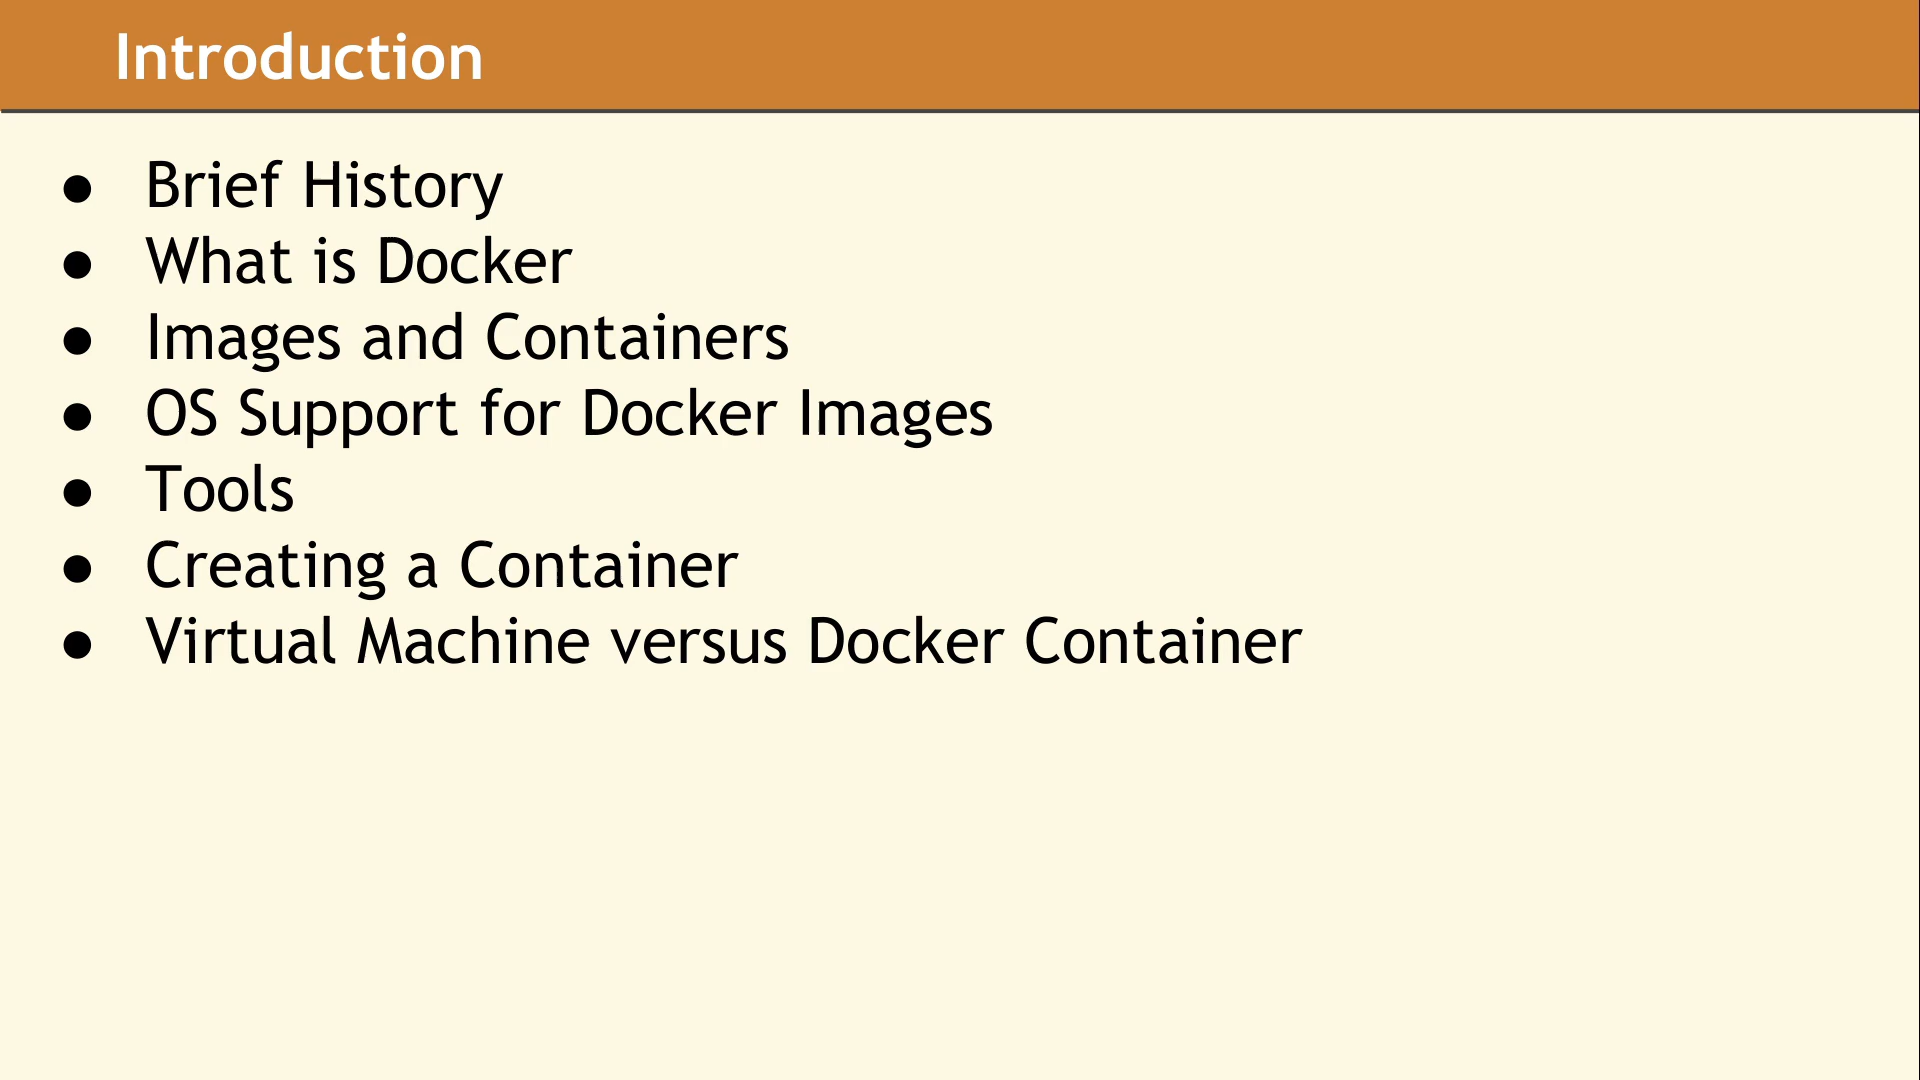 Introduction
● Brief History
● What is Docker
● Images and Containers
● OS Support for Docker Images
● Tools
● Creating a Container
● Virtual Machine versus Docker Container